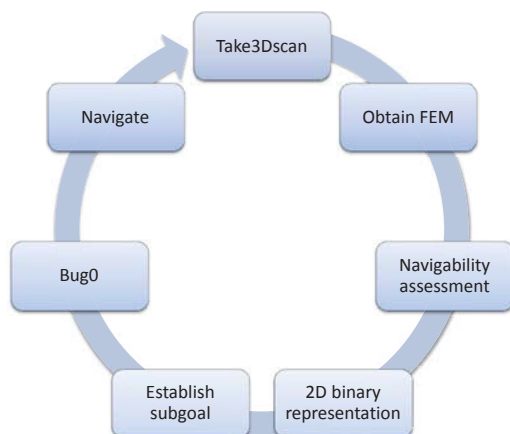 Take3Dscan
Obtain FEM
Navigability
assessment
2D binary
representation
Establish
subgoal
Bug0
Navigate